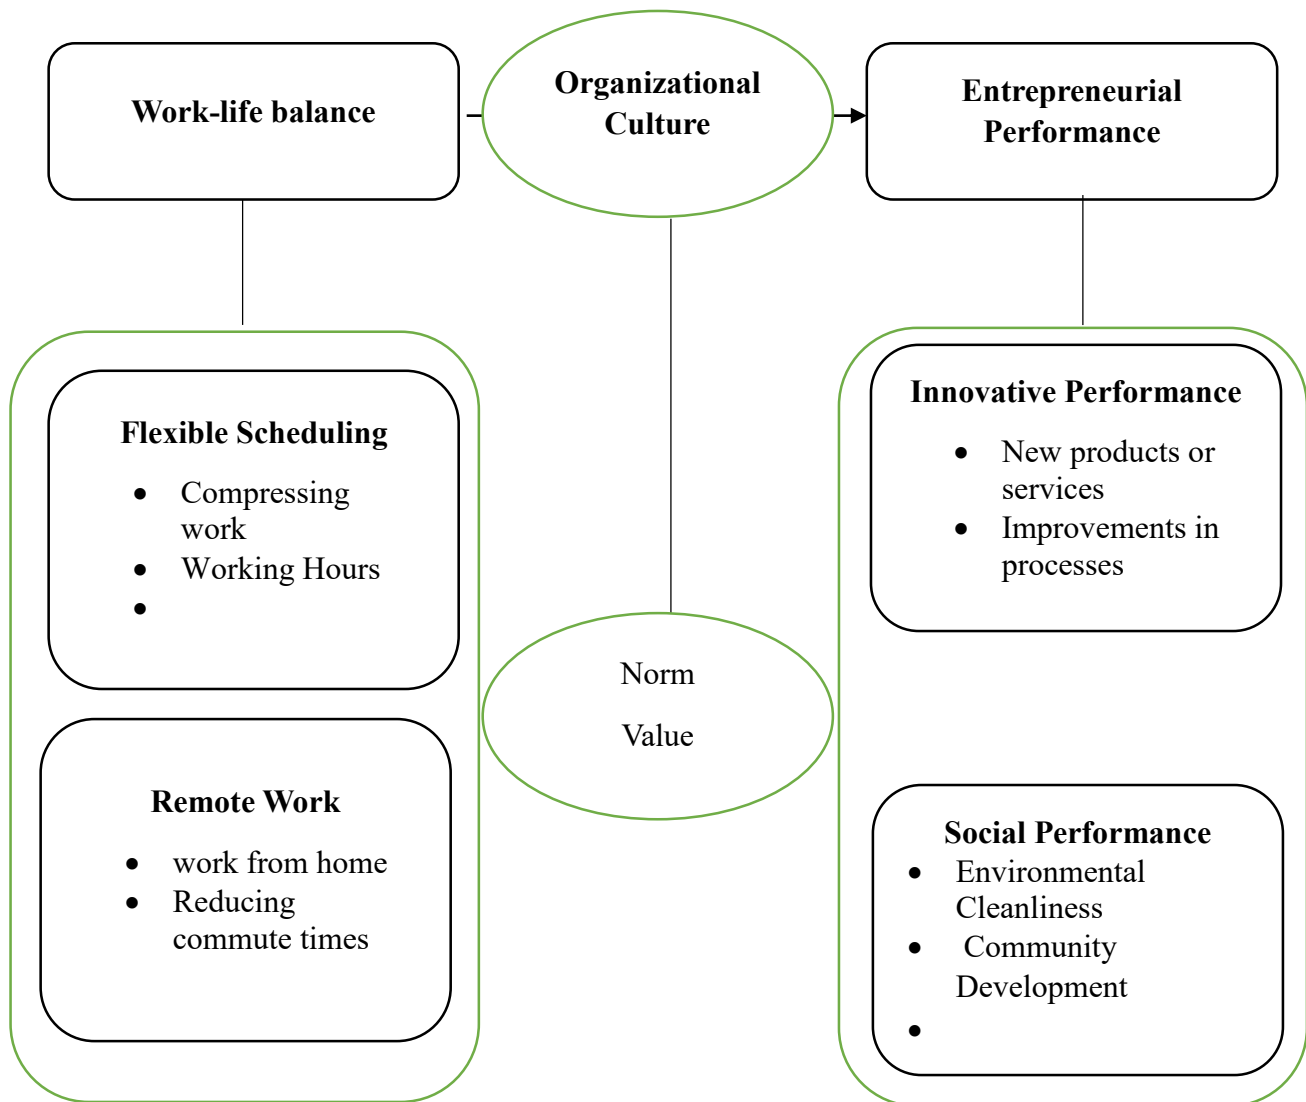 Work-life balance
Organizational
Culture
Entrepreneurial
Performance
Flexible Scheduling
• Compressing
work
• Working Hours
•
Remote Work
• work from home
• Reducing
commute times
Norm
Value
Innovative Performance
• New products or
services
• Improvements in
processes
Social Performance
• Environmental
Cleanliness
• Community
Development
•